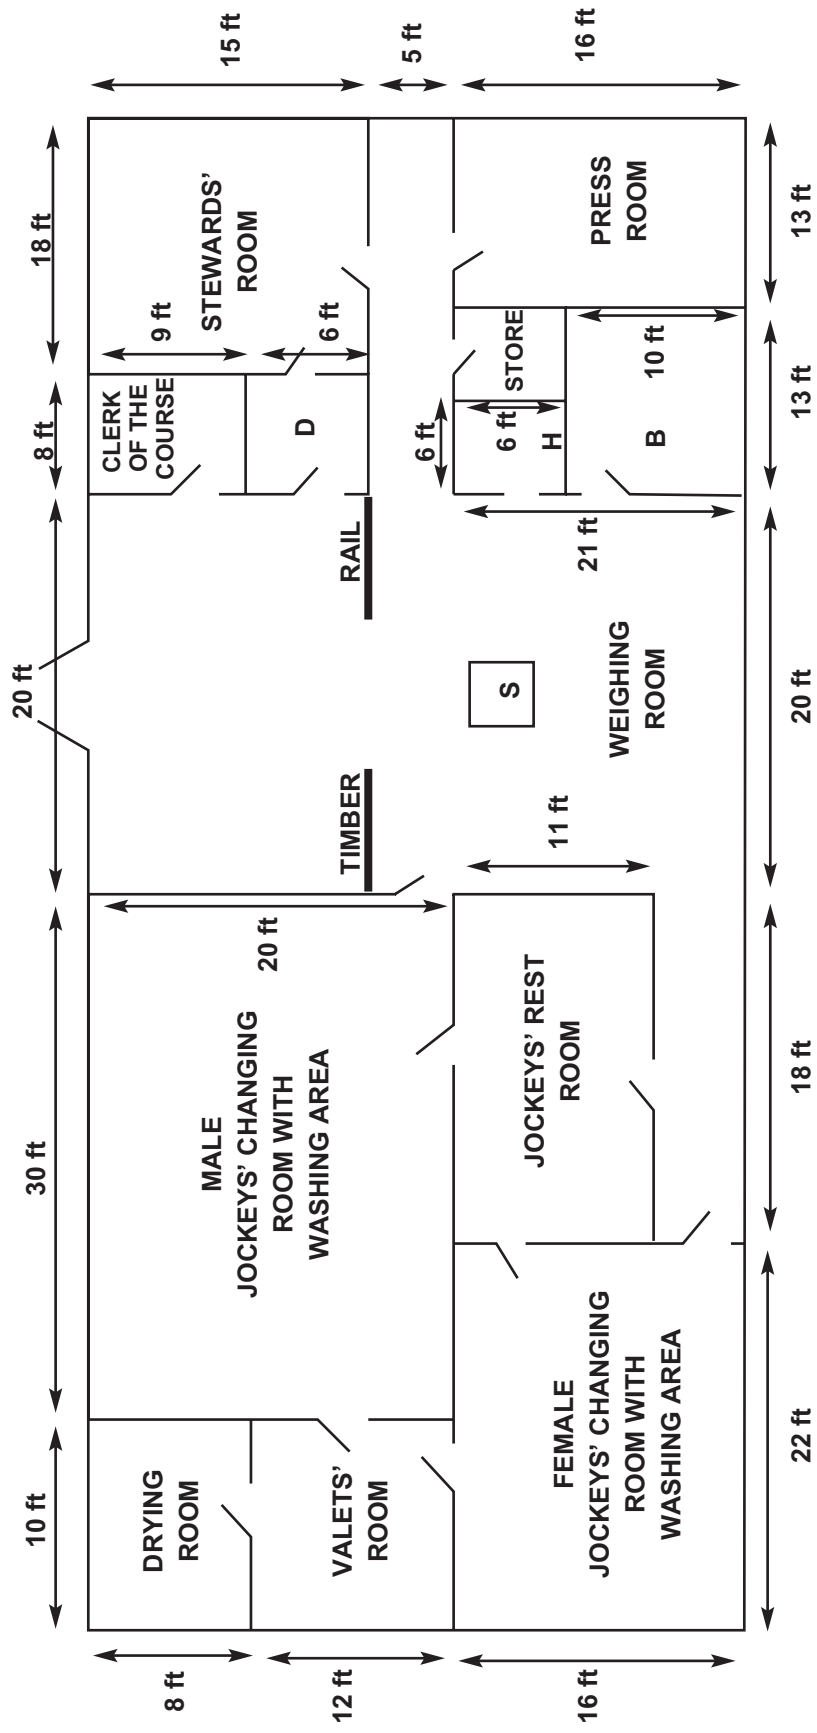 10 ft
30 ft
20 ft
8 ft
18 ft
8 ft
DRYING
ROOM
MALE
JOCKEYS' CHANGING
ROOM WITH
WASHING AREA
20 ft
CLERK
OF THE
COURSE
9 ft
STEWARDS'
ROOM
15 ft
12 ft
VALETS'
ROOM
TIMBER
RAIL
D
6 ft
5 ft
16 ft
FEMALE
JOCKEYS' CHANGING
ROOM WITH
WASHING AREA
JOCKEYS' REST
ROOM
11 ft
S
WEIGHING
ROOM
21 ft
6 ft
6 ft
H
STORE
B
10 ft
PRESS
ROOM
16 ft
22 ft
18 ft
20 ft
13 ft
13 ft